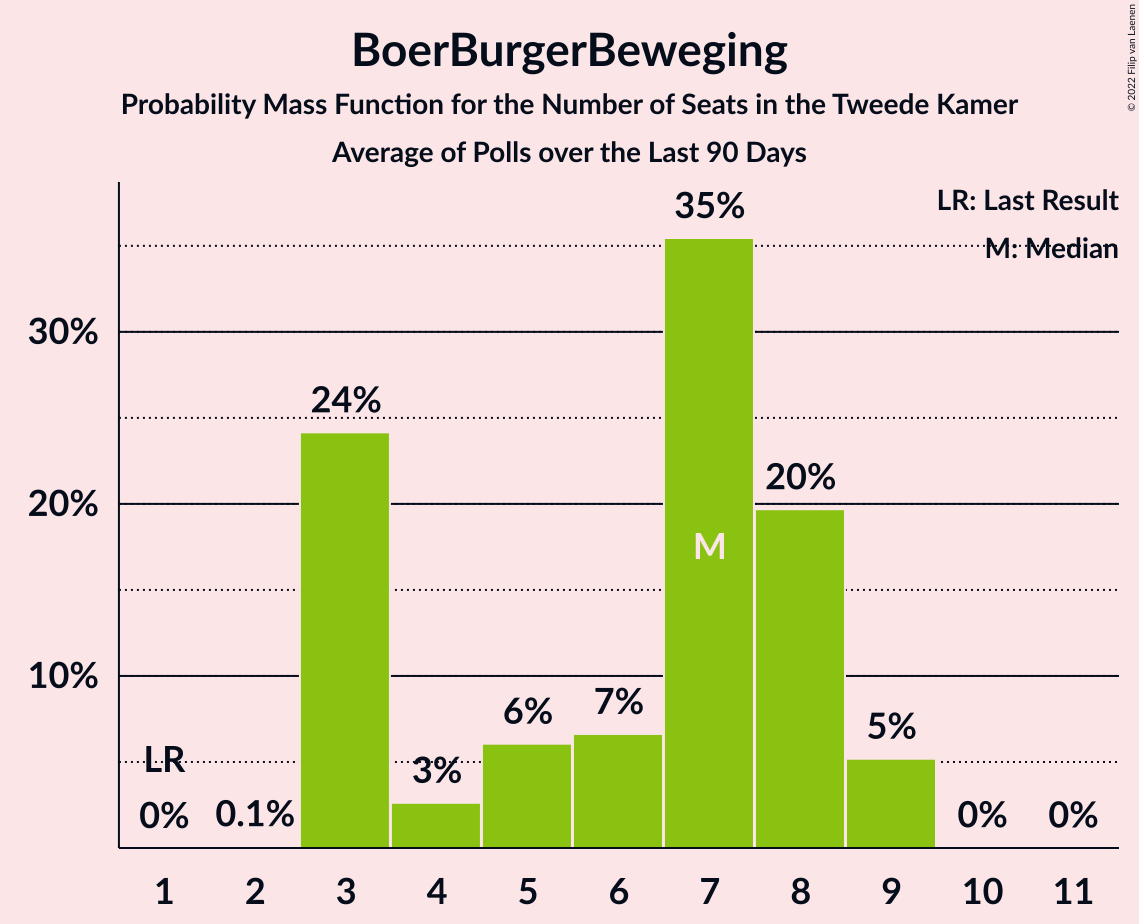 BoerBurgerBeweging
Probability Mass Function for the Number of Seats in the Tweede Kamer
Average of Polls over the Last 90 Days
© 2022 Filip van Laenen
LR: Last Result
M: Median
35%
30%
24%
20%
20%
M
10%
7%
6%
5%
LR
3%
0%
0.1%
0%
0%
1 2 3 4 5 6 7 8 9 10 11